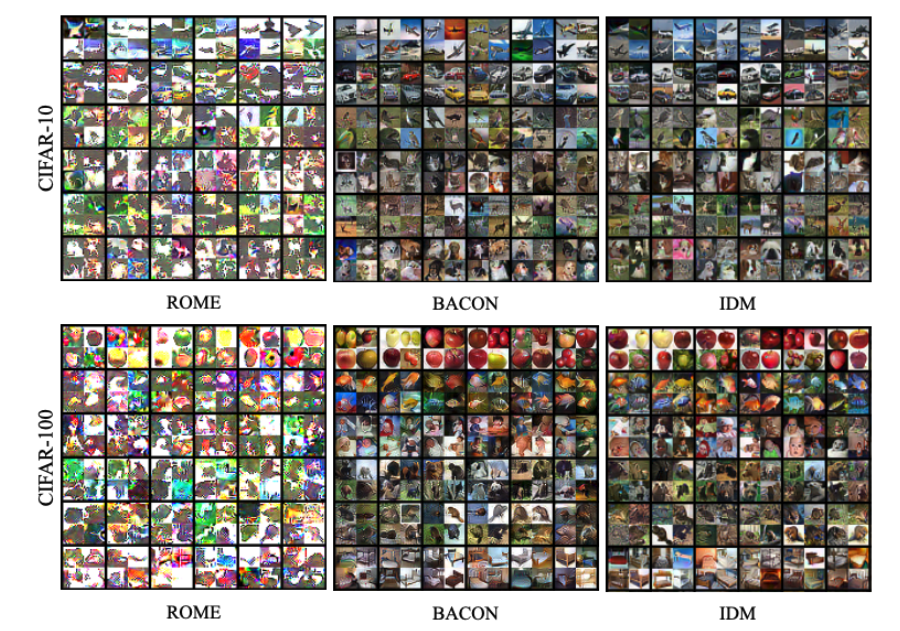 CIFAR-10
ROME
BACON
IDM
CIFAR-100
ROME
BACON
IDM